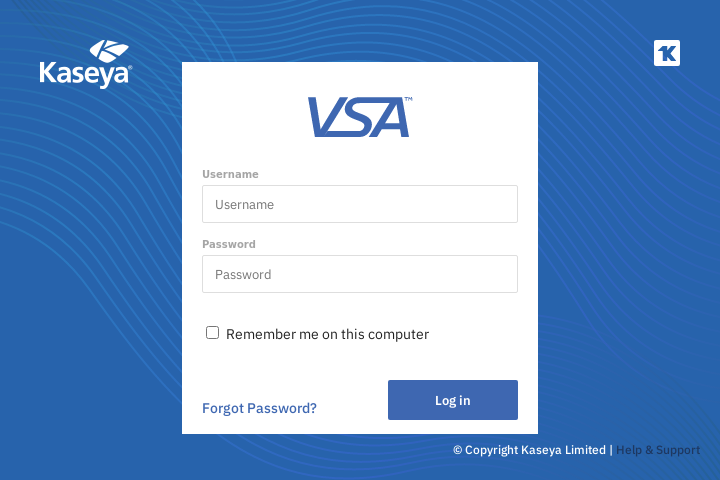 Kaseya®
1K
VSA™
Username
Username
Password
Password
Remember me on this computer
Forgot Password?
Log in
© Copyright Kaseya Limited | Help & Support